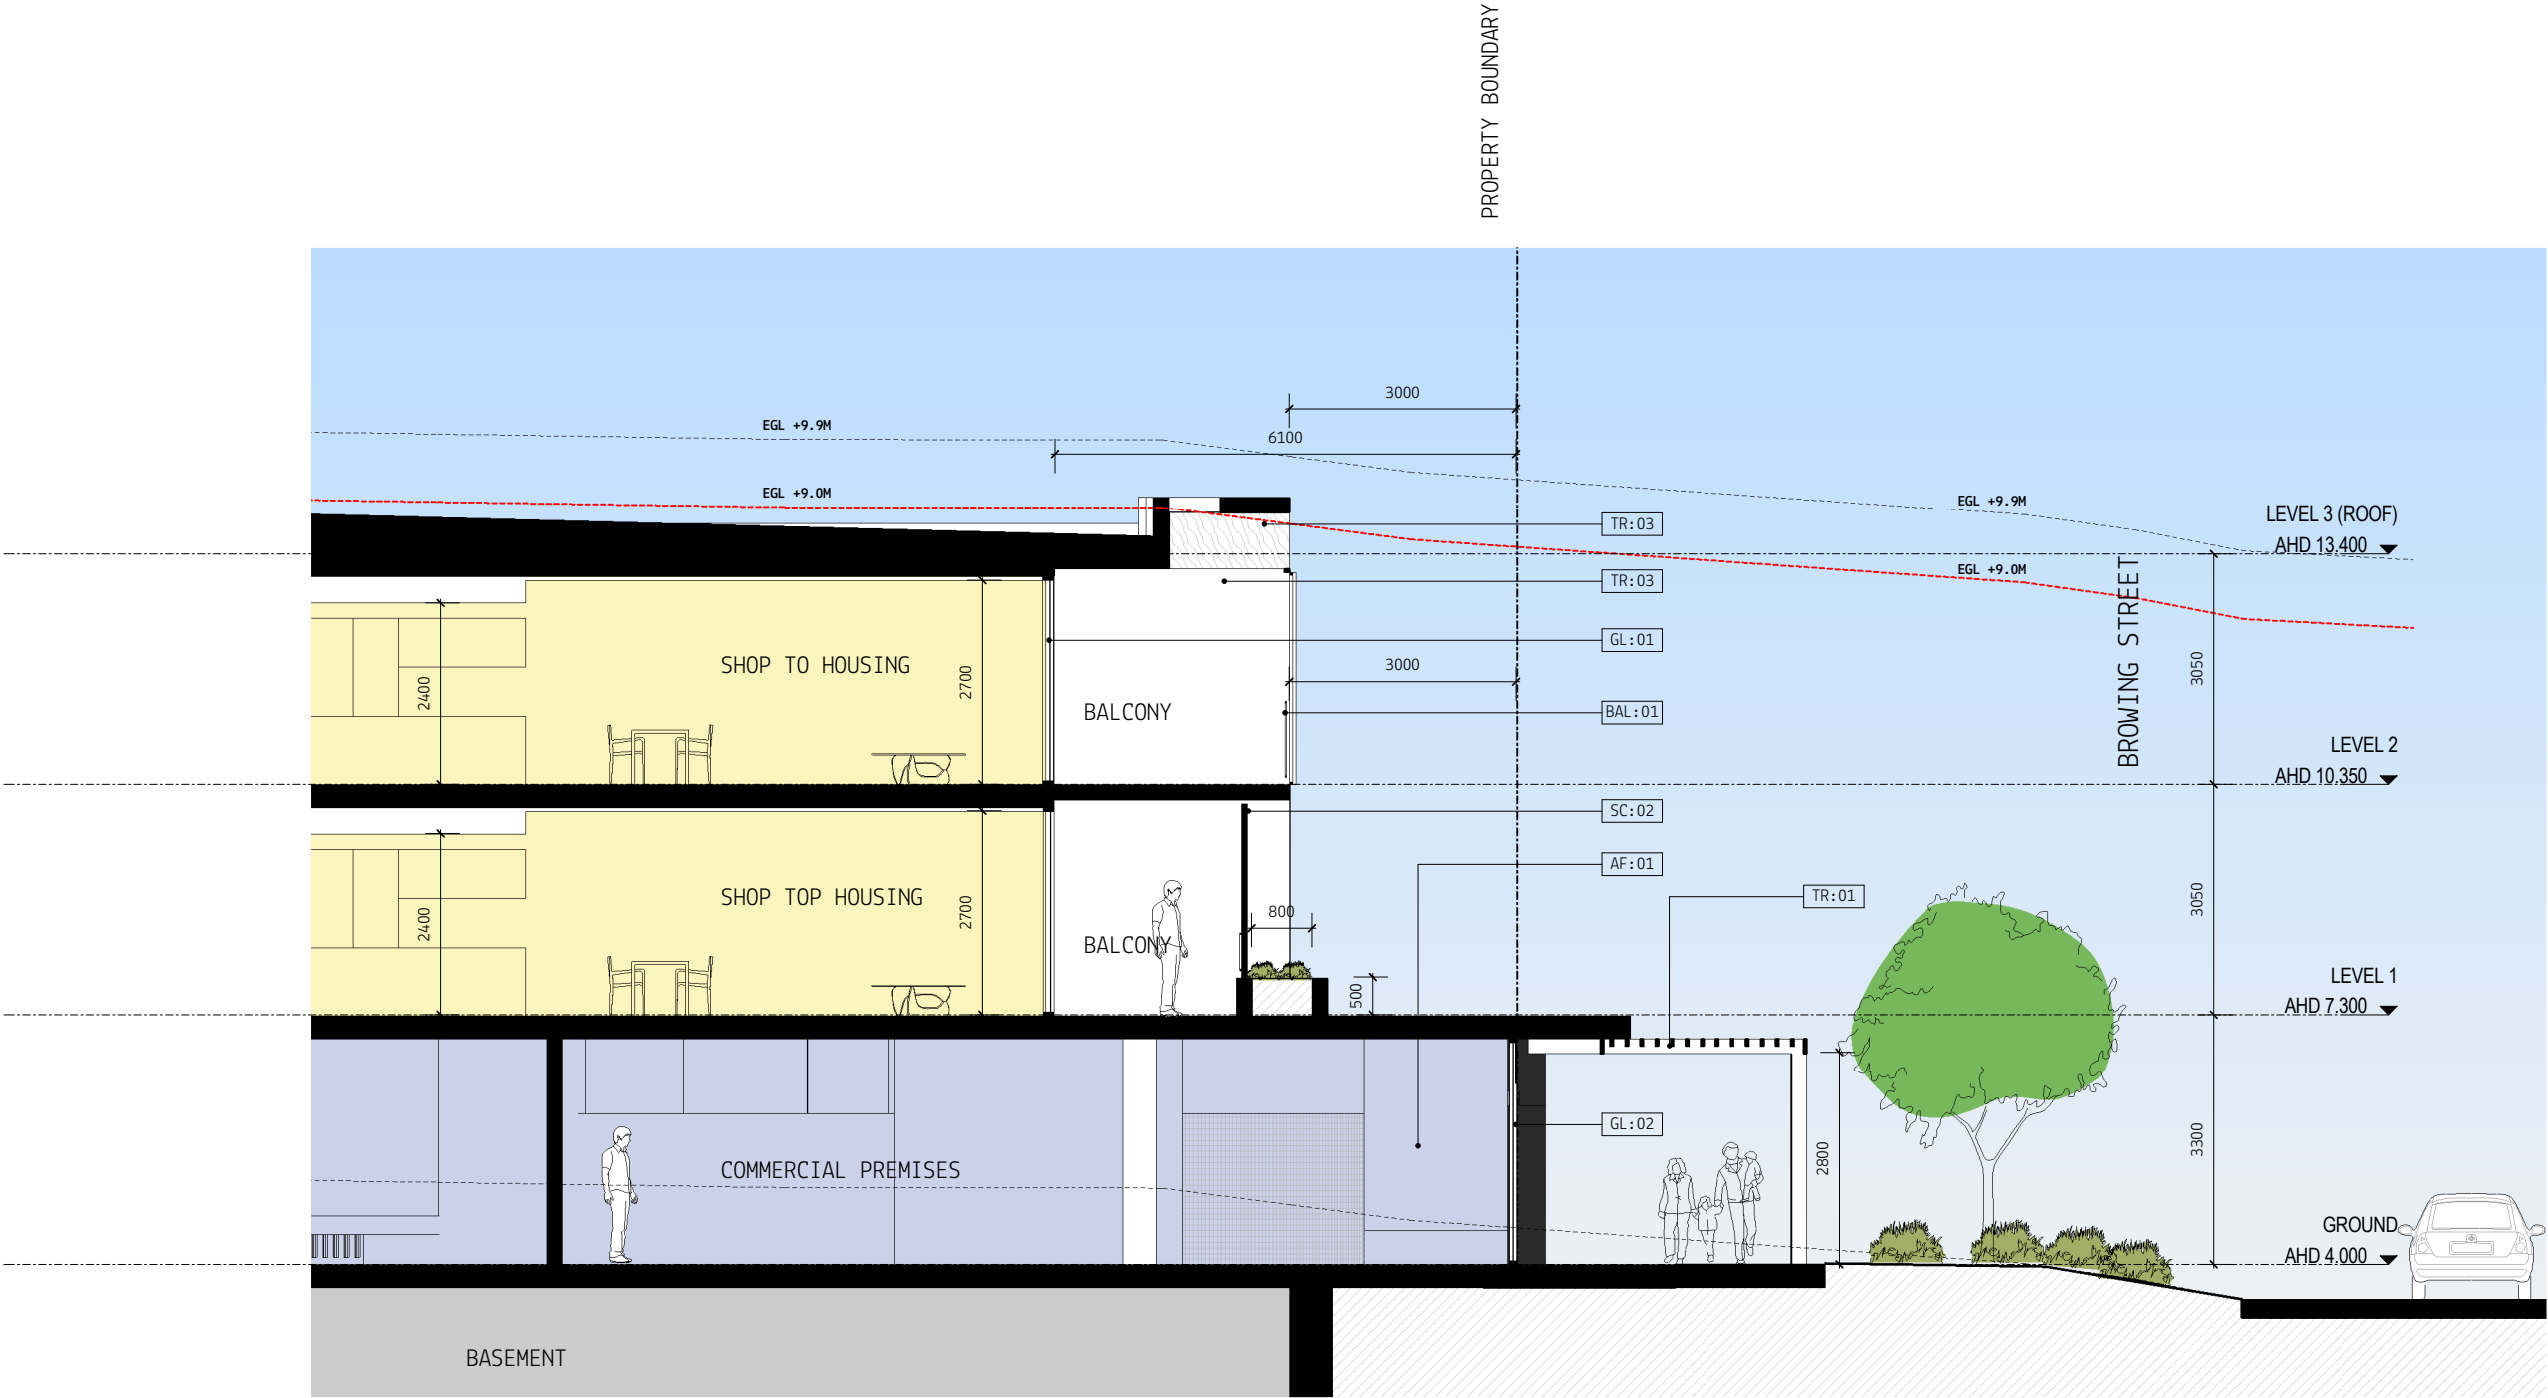 PROPERTY BOUNDARY
3000
EGL +9.9M
6100
EGL +9.0M
EGL +9.9M
LEVEL 3 (ROOF)
TR:03
AHD 13.400
EGL +9.0M
TR:03
BROWING STREET
GL:01
SHOP TO HOUSING
3000
3050
2400
2700
BALCONY
BAL:01
LEVEL 2
AHD 10.350
SC:02
AF:01
SHOP TOP HOUSING
TR:01
3050
2400
2700
800
BALCONY
LEVEL 1
500
AHD 7.300
GL:02
3300
2800
COMMERCIAL PREMISES
GROUND
AHD 4.000
BASEMENT